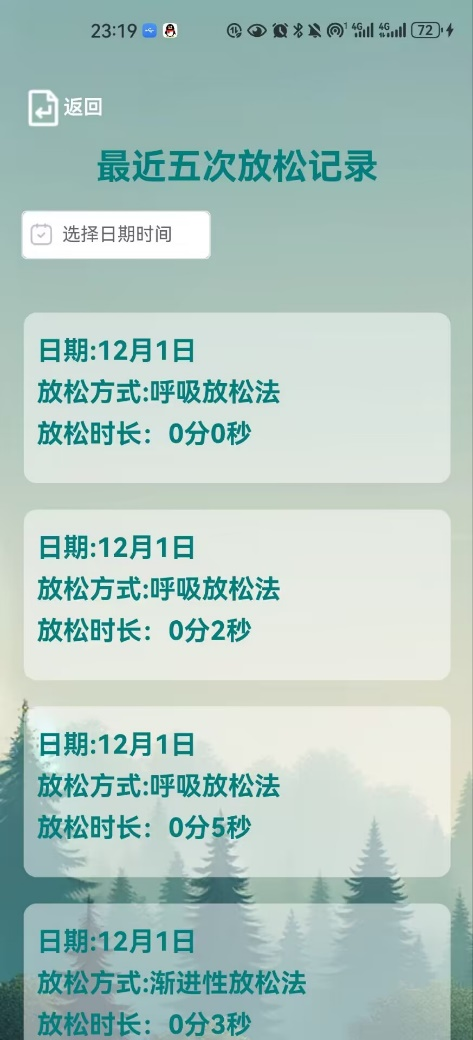 23:19
4G
4G
72
返回
最近五次放松记录
选择日期时间
日期:12月1日
放松方式:呼吸放松法
放松时长：0分0秒
日期:12月1日
放松方式:呼吸放松法
放松时长：0分2秒
日期:12月1日
放松方式:呼吸放松法
放松时长：0分5秒
日期:12月1日
放松方式:渐进性放松法
放松时长：0分3秒